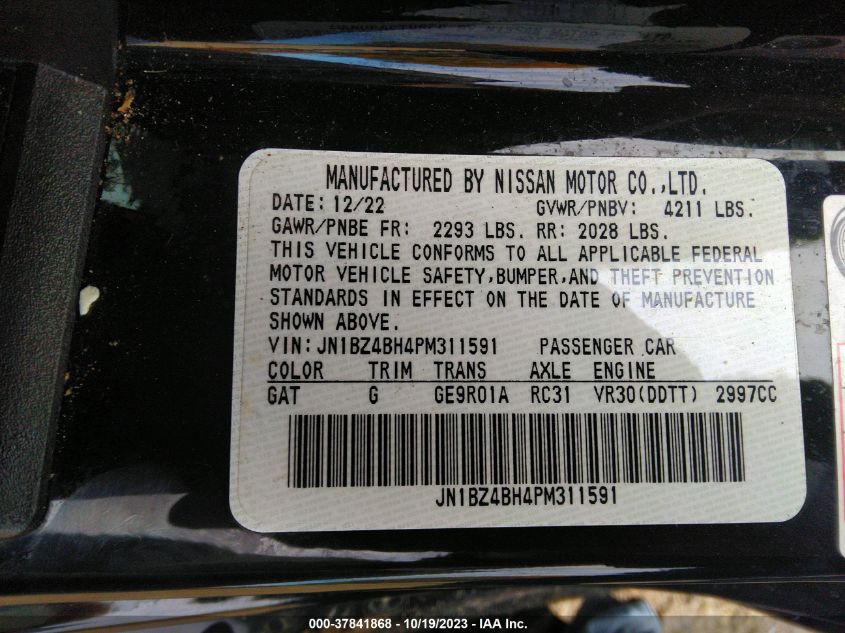 MANUFACTURED BY NISSAN MOTOR CO.,LTD.
DATE: 12/22 GVWR/PNBV: 4211 LBS.
GAWR/PNBE FR: 2293 LBS. RR: 2028 LBS.
THIS VEHICLE CONFORMS TO ALL APPLICABLE FEDERAL
MOTOR VEHICLE SAFETY,BUMPER,AND THEFT PREVENTION
STANDARDS IN EFFECT ON THE DATE OF MANUFACTURE
SHOWN ABOVE.
VIN: JN1BZ4BH4PM311591 PASSENGER CAR
COLOR TRIM TRANS AXLE ENGINE
GAT G GE9R01A RC31 VR30(DDTT) 2997CC
JN1BZ4BH4PM311591
000-37841868 - 10/19/2023 - IAA Inc.